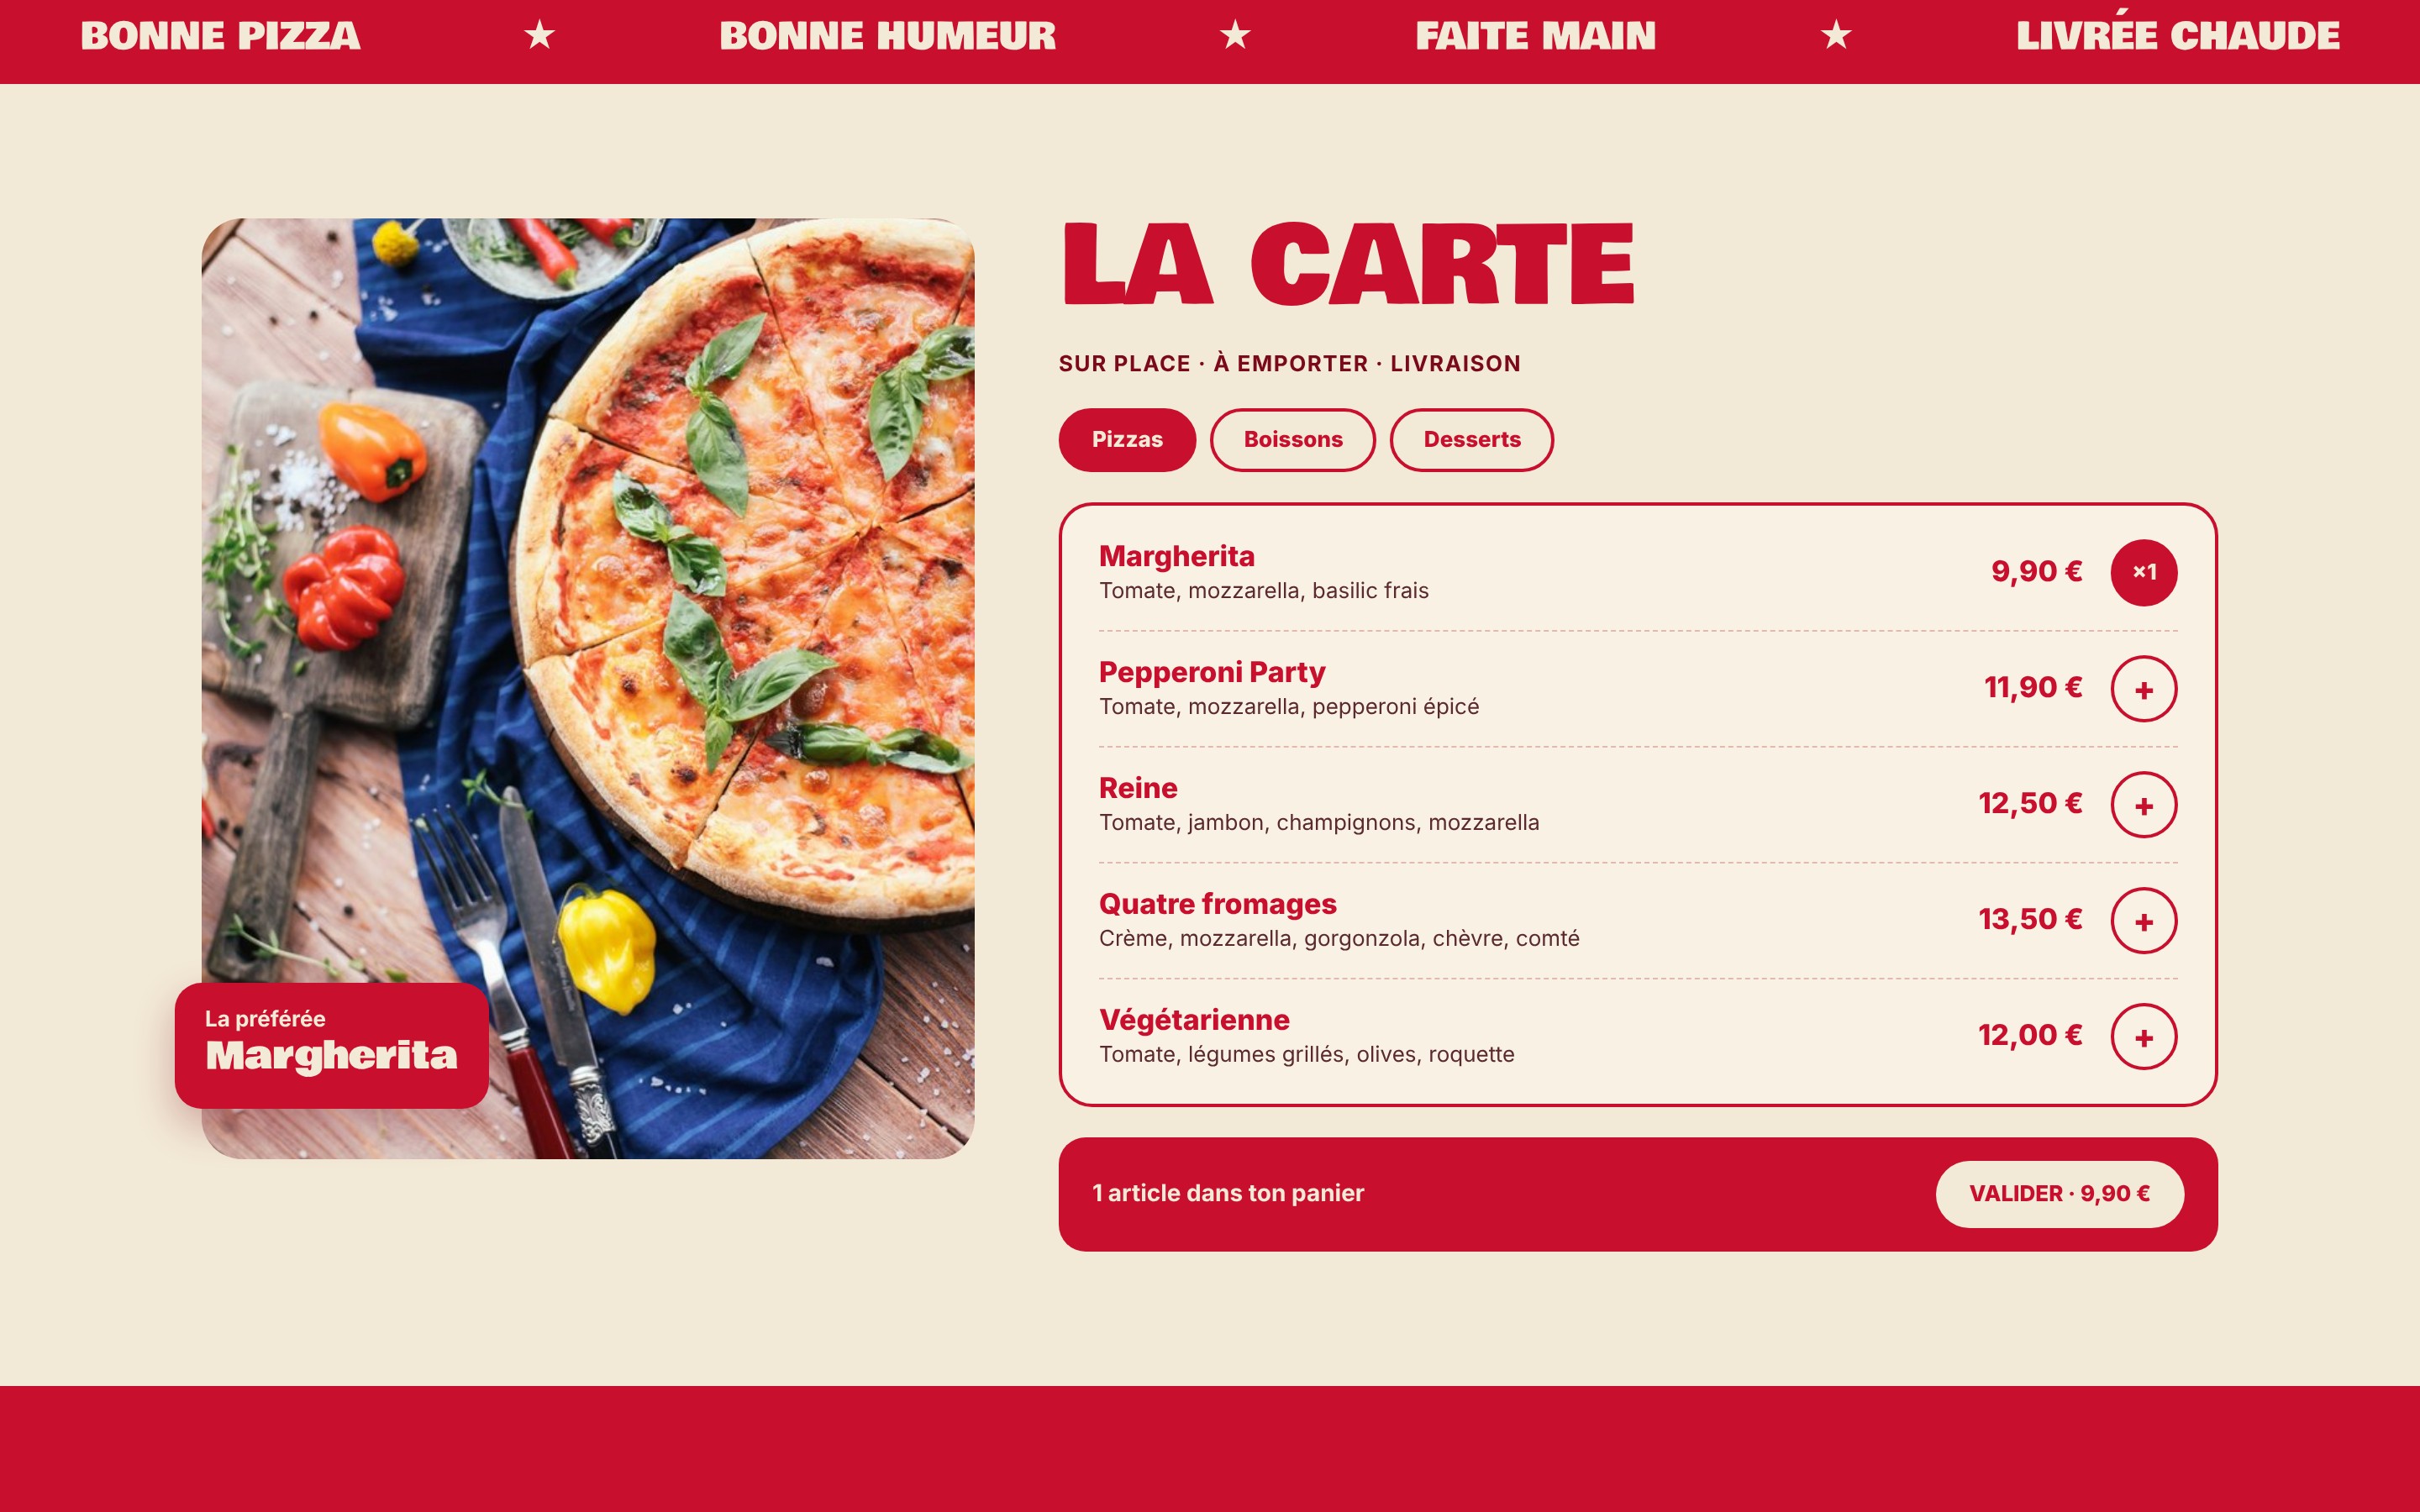 BONNE PIZZA ★ BONNE HUMEUR ★ FAITE MAIN ★ LIVRÉE CHAUDE
LA CARTE
SUR PLACE · À EMPORTER · LIVRAISON
Pizzas Boissons Desserts
Margherita
Tomate, mozzarella, basilic frais
9,90 € ×1
Pepperoni Party
Tomate, mozzarella, pepperoni épicé
11,90 € +
Reine
Tomate, jambon, champignons, mozzarella
12,50 € +
Quatre fromages
Crème, mozzarella, gorgonzola, chèvre, comté
13,50 € +
Végétarienne
Tomate, légumes grillés, olives, roquette
12,00 € +
La préférée
Margherita
1 article dans ton panier
VALIDER · 9,90 €